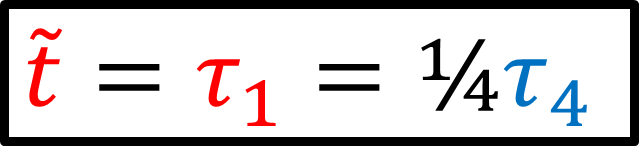 t̃ = τ₁ = ¼τ₄